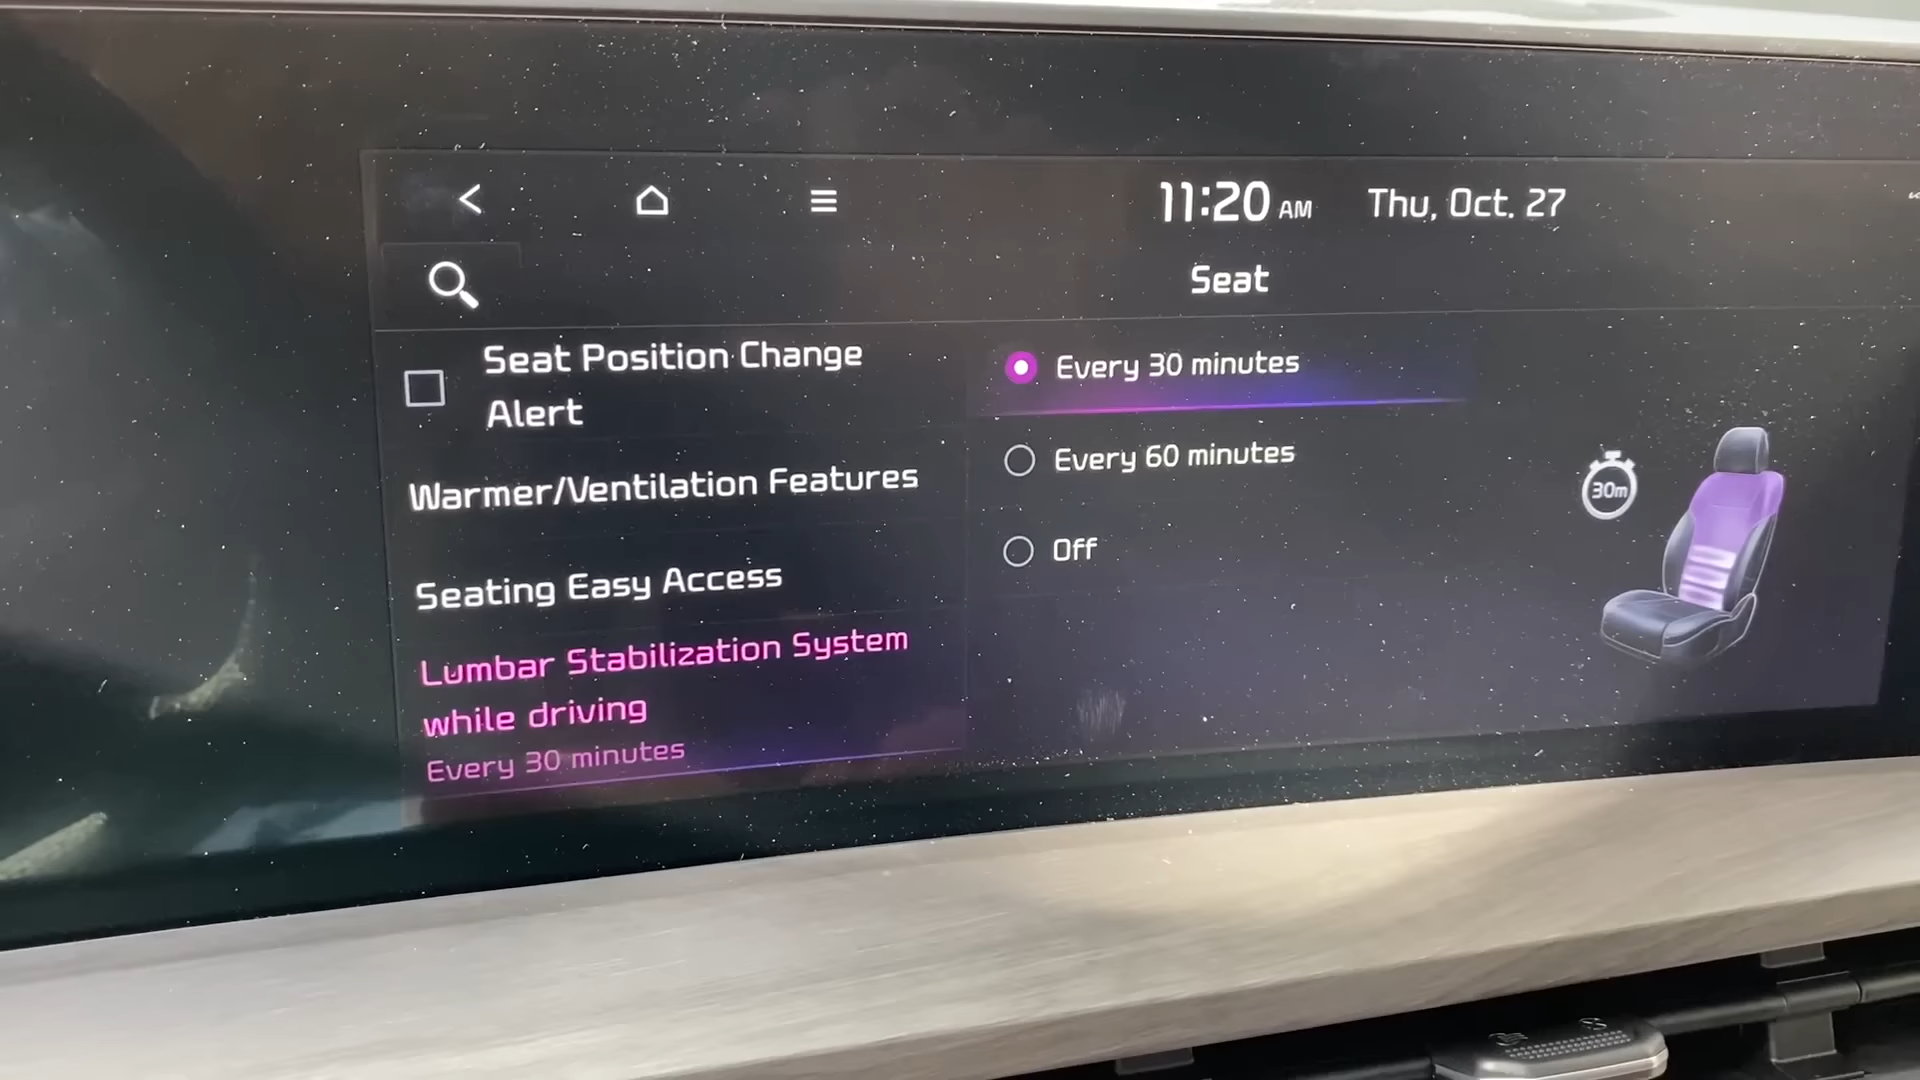 11:20 AM Thu, Oct. 27
Seat
Seat Position Change
Alert
Warmer/Ventilation Features
Seating Easy Access
Lumbar Stabilization System
while driving
Every 30 minutes
Every 30 minutes
Every 60 minutes
Off
30m